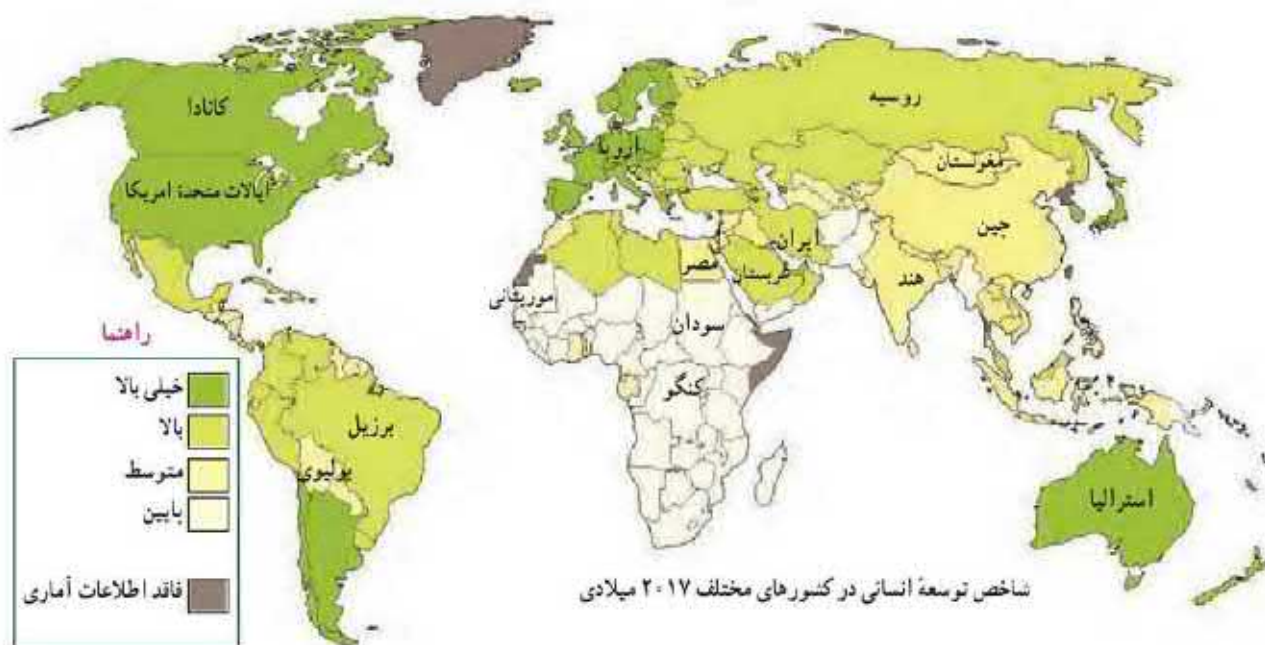 کانادا
ایالات متحدهٔ امریکا
روسیه
اروپا
مغولستان
چین
ایران
عربستان
مصر
هند
موریتانی
سودان
کنگو
برزیل
بولیوی
استرالیا
راهنما
خیلی بالا
بالا
متوسط
پایین
فاقد اطلاعات آماری
شاخص توسعهٔ انسانی در کشورهای مختلف ۲۰۱۷ میلادی